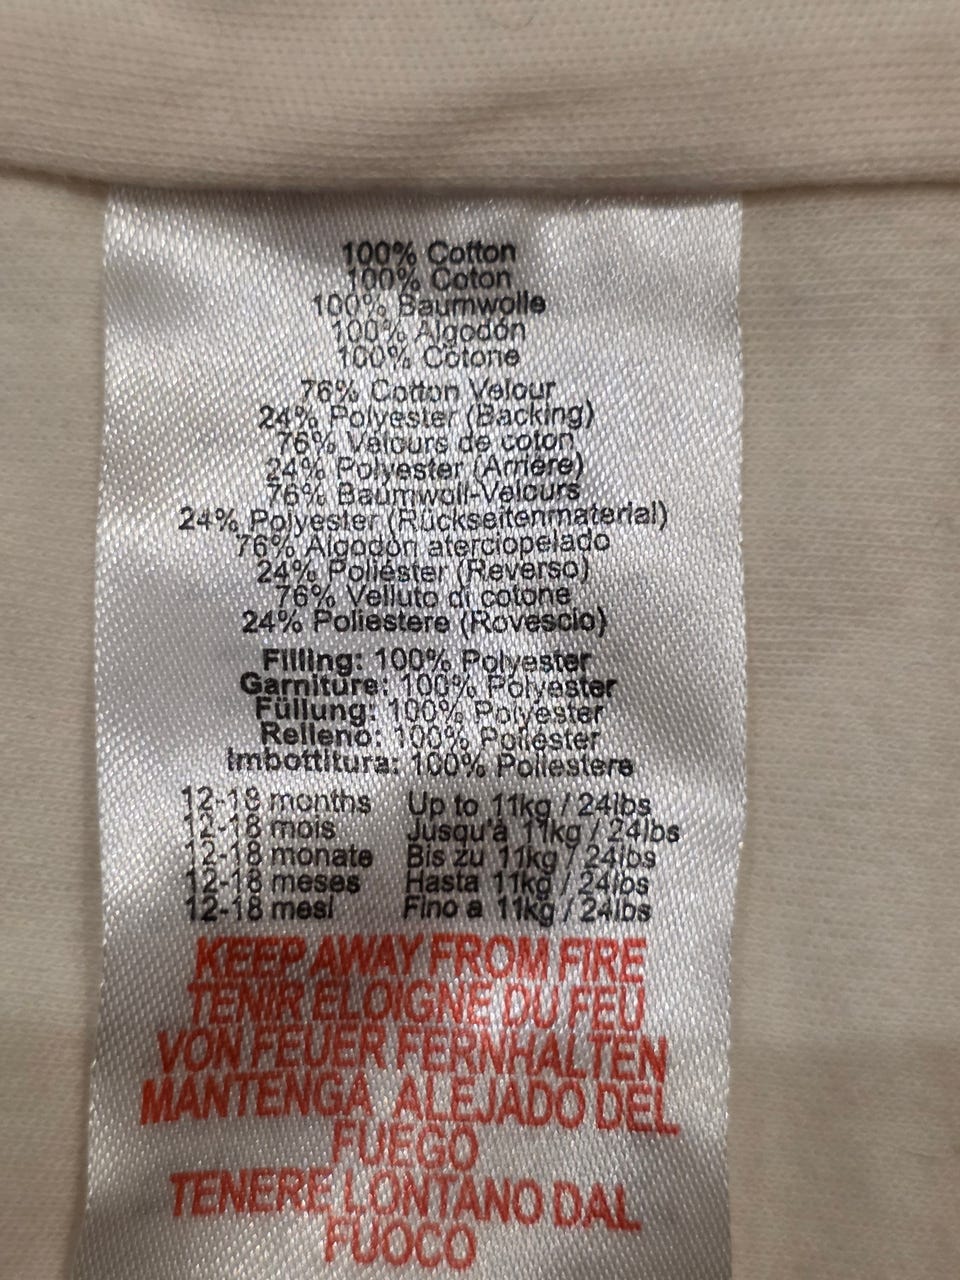 100% Cotton
100% Coton
100% Baumwolle
100% Algodón
100% Cotone
76% Cotton Velour
24% Polyester (Backing)
76% Velours de coton
24% Polyester (Arrière)
76% Baumwoll-Velours
24% Polyester (Rückseitenmaterial)
76% Algodón aterciopelado
24% Poliéster (Reverso)
76% Velluto di cotone
24% Poliestere (Rovescio)
Filling: 100% Polyester
Garniture: 100% Polyester
Füllung: 100% Polyester
Relleno: 100% Poliéster
Imbottitura: 100% Poliestere
12-18 months Up to 11kg / 24lbs
12-18 mois Jusqu'à 11kg / 24lbs
12-18 monate Bis zu 11kg / 24lbs
12-18 meses Hasta 11kg / 24lbs
12-18 mesi Fino a 11kg / 24lbs
KEEP AWAY FROM FIRE
TENIR ELOIGNE DU FEU
VON FEUER FERNHALTEN
MANTENGA ALEJADO DEL
FUEGO
TENERE LONTANO DAL
FUOCO